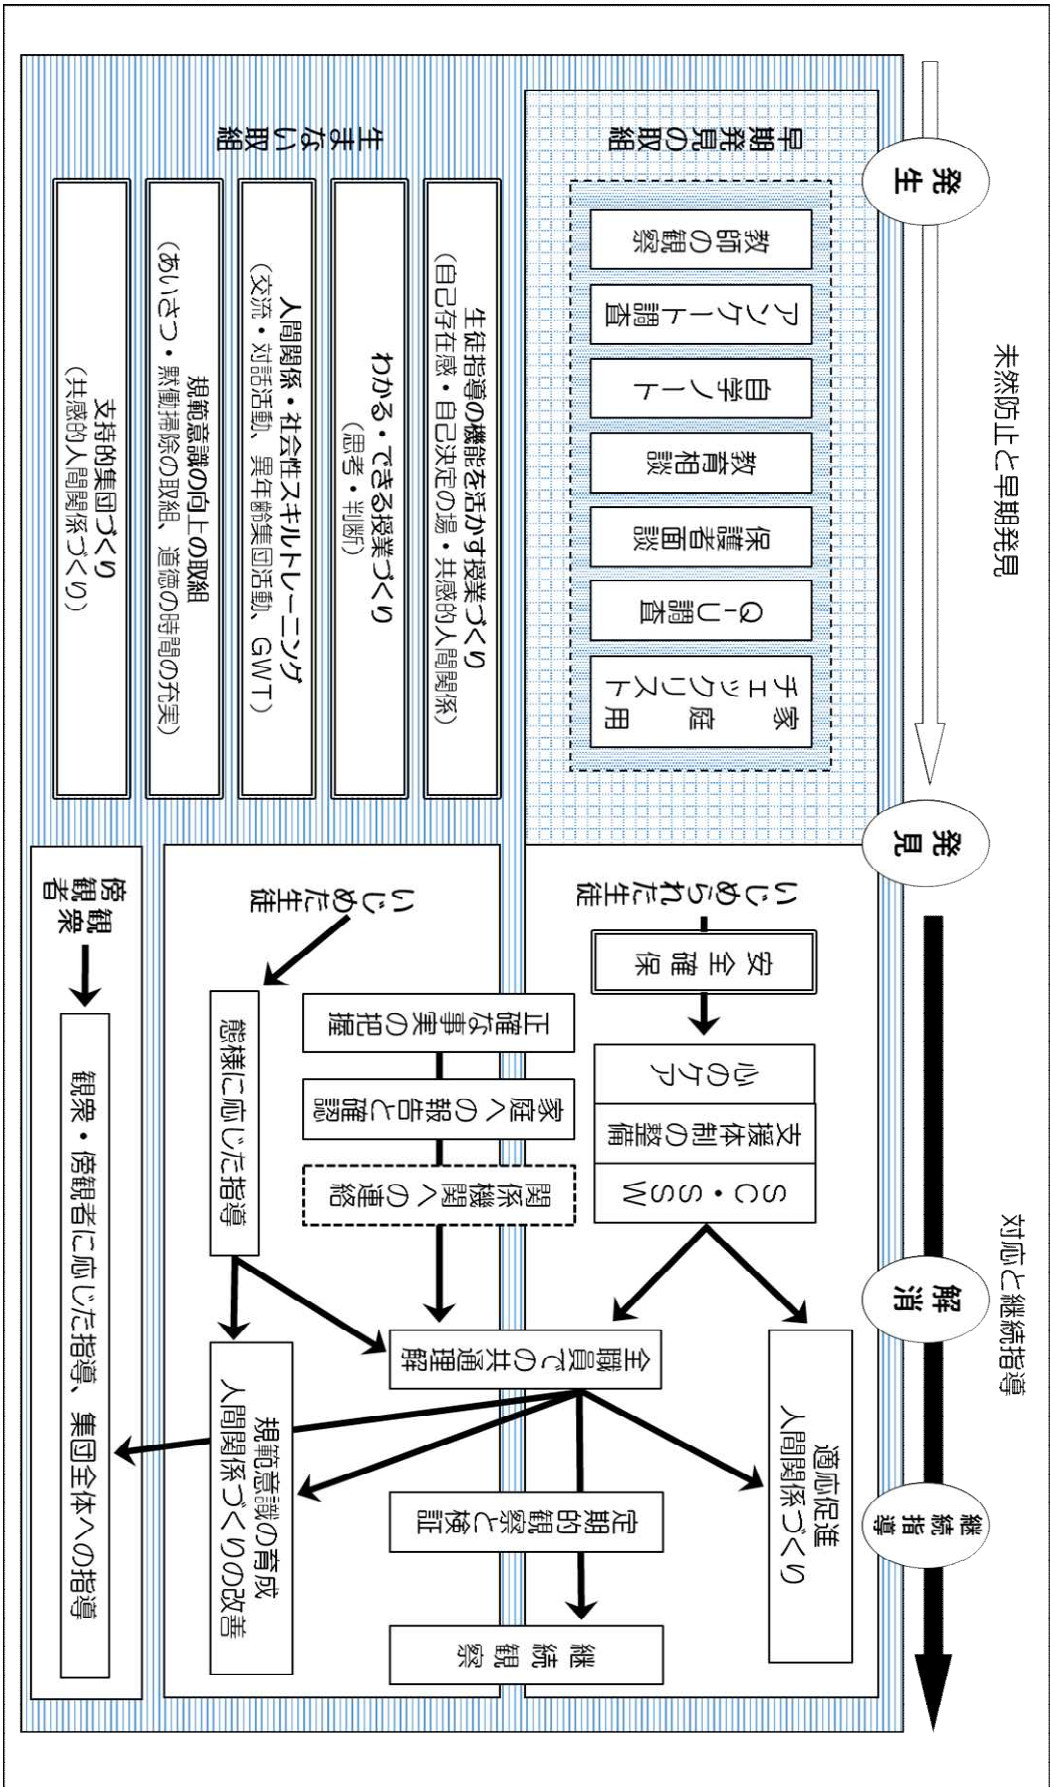 未然防止と早期発見
対応と継続指導
発生
発見
解消
継続指導
早期発見の取組
教師の観察
アンケート調査
自学ノート
教育相談
保護者面談
Q-U調査
家庭用
チェックリスト
生まない取組
生徒指導の機能を活かす授業づくり
（自己存在感・自己決定の場・共感的人間関係）
わかる・できる授業づくり
（思考・判断）
人間関係・社会性スキルトレーニング
（交流・対話活動、異年齢集団活動、GWT）
規範意識の向上の取組
（あいさつ・黙働掃除の取組、道徳の時間の充実）
支持的集団づくり
（共感的人間関係づくり）
いじめられた生徒
安全確保
心のケア
支援体制の整備
SC・SSW
適応促進
人間関係づくり
いじめた生徒
正確な事実の把握
家庭への報告と確認
関係機関への連絡
態様に応じた指導
全職員での共通理解
規範意識の育成
人間関係づくりの改善
定期的観察と検証
継続観察
観衆
傍観者
観衆・傍観者に応じた指導、集団全体への指導